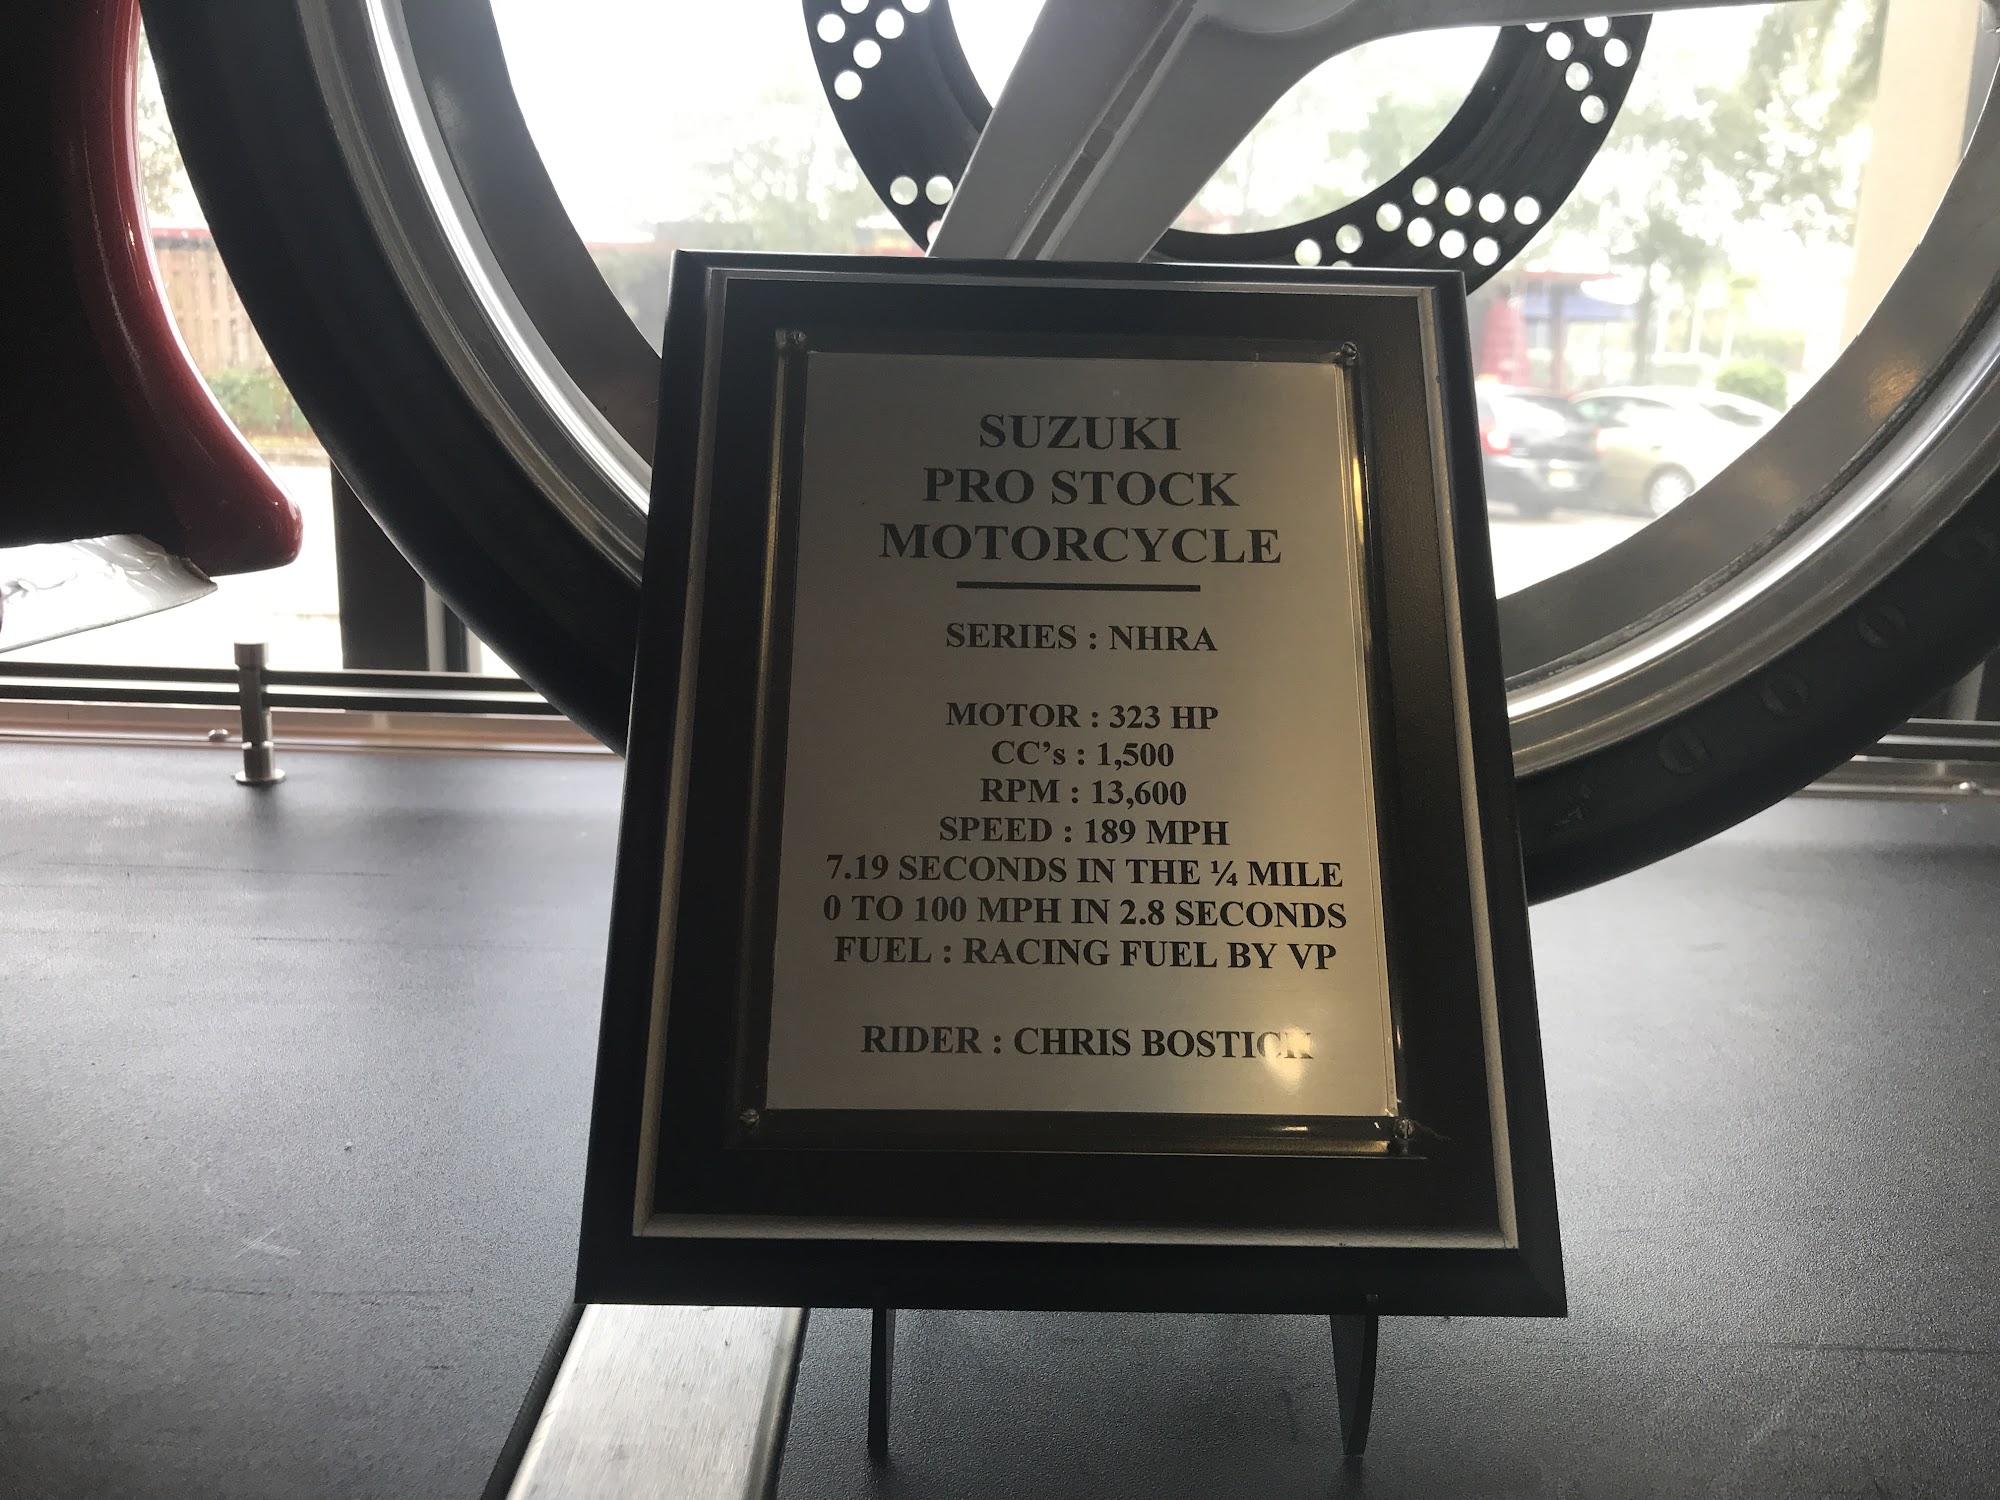 SUZUKI
PRO STOCK
MOTORCYCLE
SERIES : NHRA
MOTOR : 323 HP
CC's : 1,500
RPM : 13,600
SPEED : 189 MPH
7.19 SECONDS IN THE ¼ MILE
0 TO 100 MPH IN 2.8 SECONDS
FUEL : RACING FUEL BY VP
RIDER : CHRIS BOSTICK